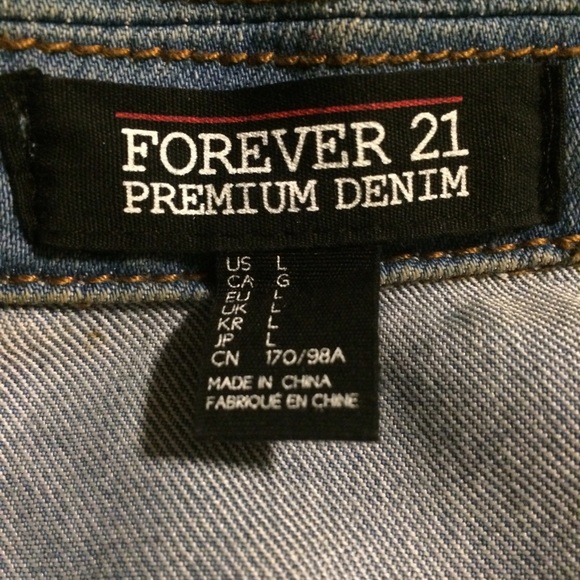 FOREVER 21
PREMIUM DENIM
US L
CA G
EU L
UK L
KR L
JP L
CN 170/98A
MADE IN CHINA
FABRIQUÉ EN CHINE